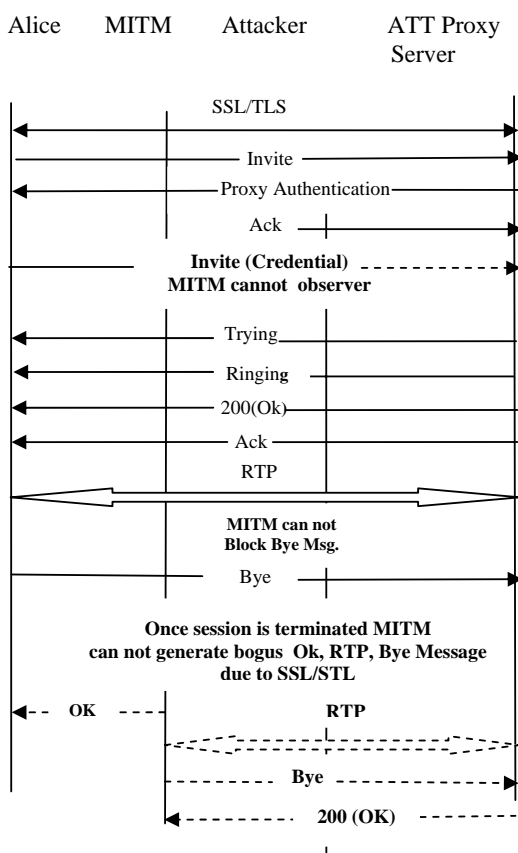 Alice MITM Attacker ATT Proxy
Server
SSL/TLS
Invite
Proxy Authentication
Ack
Invite (Credential)
MITM cannot observer
Trying
Ringing
200(Ok)
Ack
RTP
MITM can not
Block Bye Msg.
Bye
Once session is terminated MITM
can not generate bogus Ok, RTP, Bye Message
due to SSL/STL
OK RTP
Bye
200 (OK)